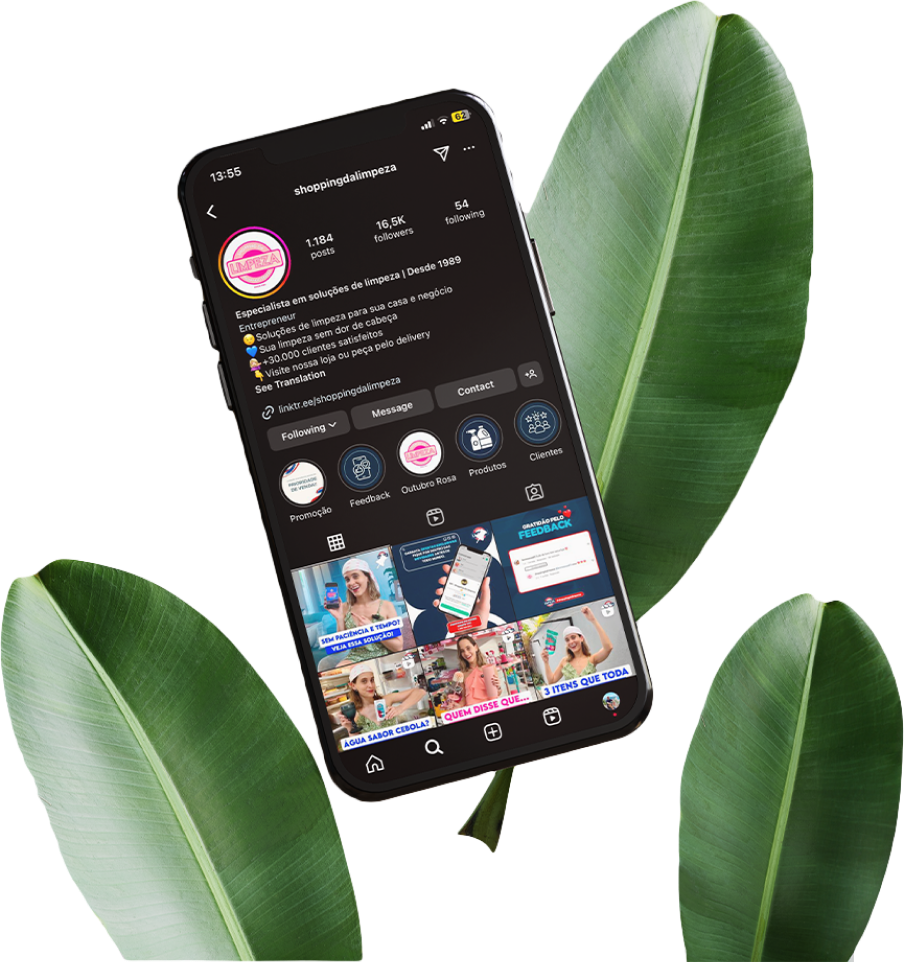 13:55
62
shoppingdalimpeza
1.184
posts
16,5K
followers
54
following
LIMPEZA
Especialista em soluções de limpeza | Desde 1989
Entrepreneur
Soluções de limpeza para sua casa e negócio
Sua limpeza sem dor de cabeça
+30.000 clientes satisfeitos
Visite nossa loja ou peça pelo delivery
See Translation
linktr.ee/shoppingdalimpeza
Following
Message
Contact
LIMPEZA
Promoção
Feedback
Outubro Rosa
Produtos
Clientes
GRATIDÃO PELO
FEEDBACK
SEM PACIÊNCIA E TEMPO?
VEJA ESSA SOLUÇÃO!
ÁGUA SABOR CEBOLA?
QUEM DISSE QUE...
3 ITENS QUE TODA